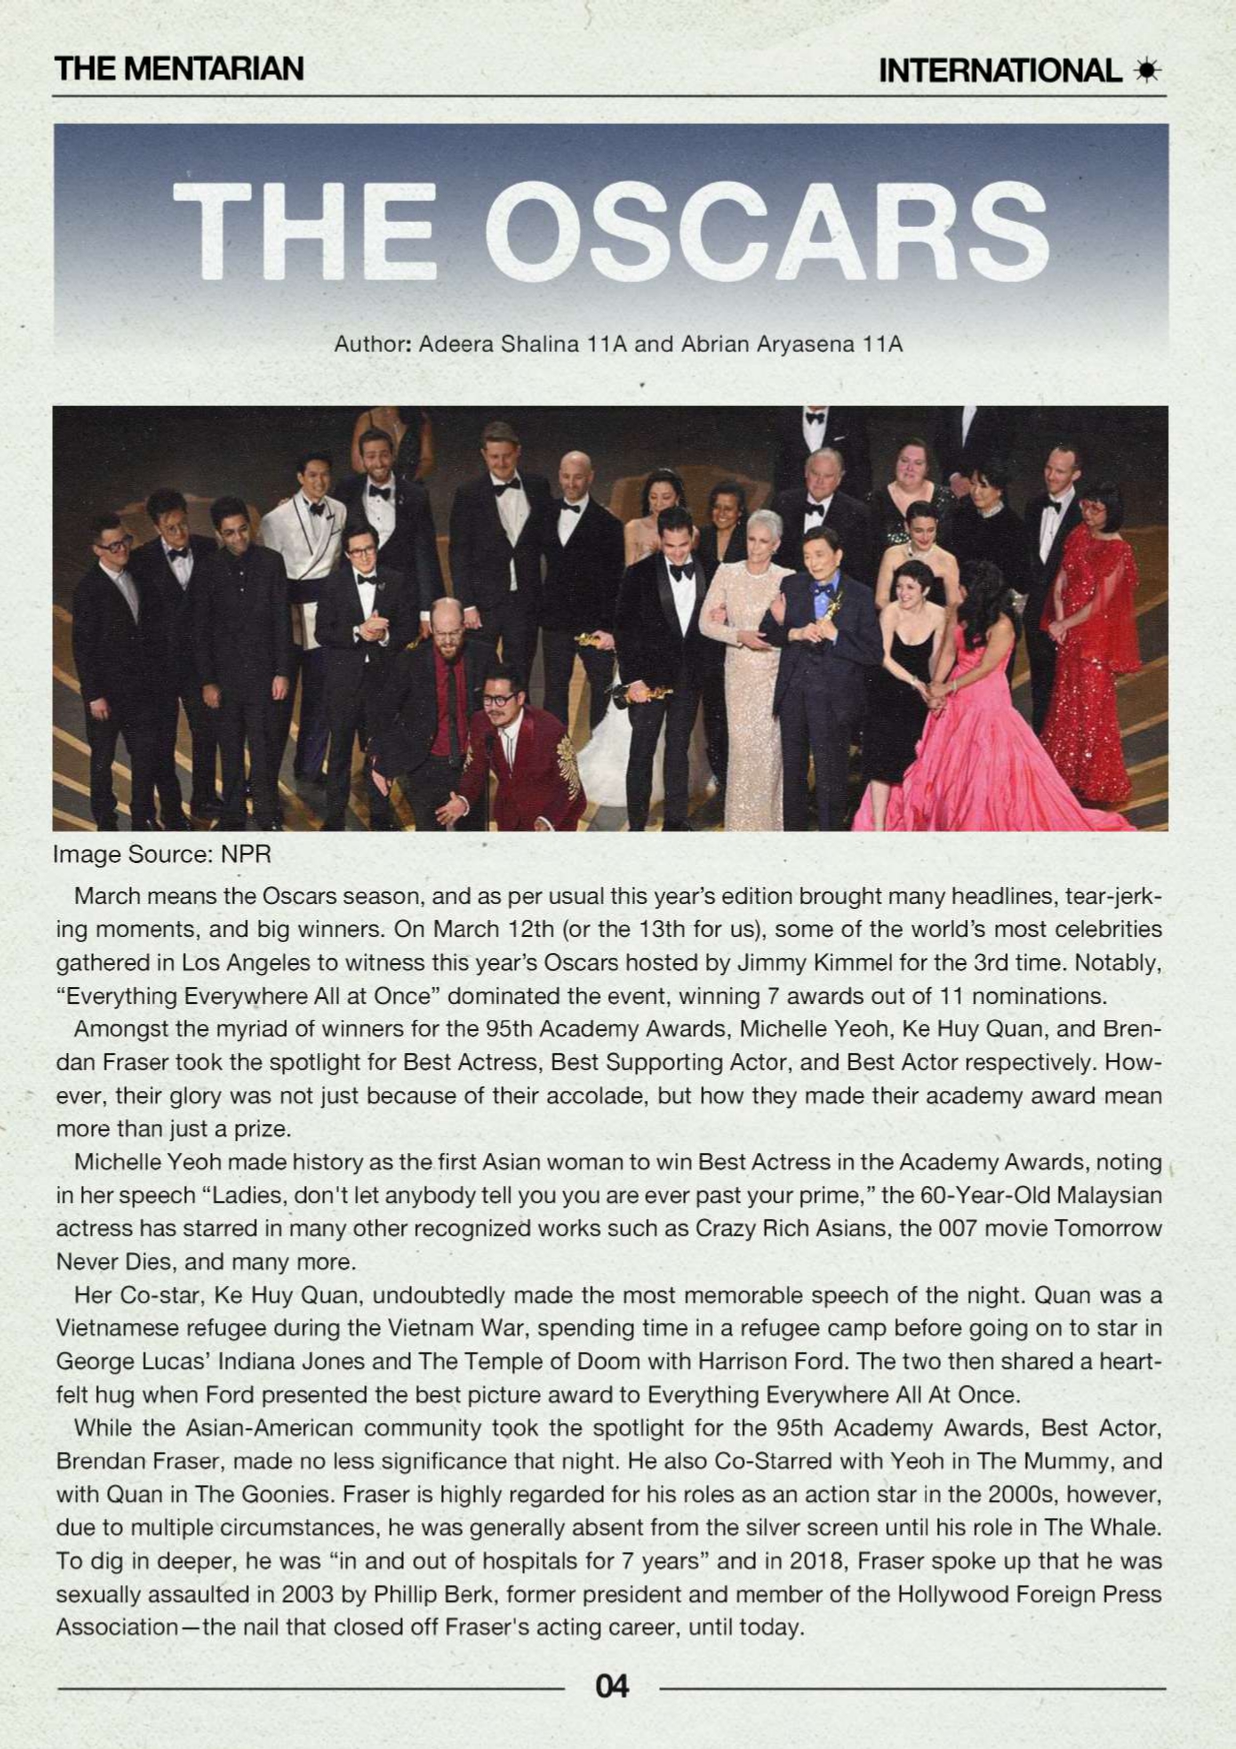 THE MENTARIAN
INTERNATIONAL
THE OSCARS
Author: Adeera Shalina 11A and Abrian Aryasena 11A
Image Source: NPR
March means the Oscars season, and as per usual this year's edition brought many headlines, tear-jerk-
ing moments, and big winners. On March 12th (or the 13th for us), some of the world's most celebrities
gathered in Los Angeles to witness this year's Oscars hosted by Jimmy Kimmel for the 3rd time. Notably,
“Everything Everywhere All at Once” dominated the event, winning 7 awards out of 11 nominations.
Amongst the myriad of winners for the 95th Academy Awards, Michelle Yeoh, Ke Huy Quan, and Bren-
dan Fraser took the spotlight for Best Actress, Best Supporting Actor, and Best Actor respectively. How-
ever, their glory was not just because of their accolade, but how they made their academy award mean
more than just a prize.
Michelle Yeoh made history as the first Asian woman to win Best Actress in the Academy Awards, noting
in her speech “Ladies, don't let anybody tell you you are ever past your prime,” the 60-Year-Old Malaysian
actress has starred in many other recognized works such as Crazy Rich Asians, the 007 movie Tomorrow
Never Dies, and many more.
Her Co-star, Ke Huy Quan, undoubtedly made the most memorable speech of the night. Quan was a
Vietnamese refugee during the Vietnam War, spending time in a refugee camp before going on to star in
George Lucas' Indiana Jones and The Temple of Doom with Harrison Ford. The two then shared a heart-
felt hug when Ford presented the best picture award to Everything Everywhere All At Once.
While the Asian-American community took the spotlight for the 95th Academy Awards, Best Actor,
Brendan Fraser, made no less significance that night. He also Co-Starred with Yeoh in The Mummy, and
with Quan in The Goonies. Fraser is highly regarded for his roles as an action star in the 2000s, however,
due to multiple circumstances, he was generally absent from the silver screen until his role in The Whale.
To dig in deeper, he was “in and out of hospitals for 7 years” and in 2018, Fraser spoke up that he was
sexually assaulted in 2003 by Phillip Berk, former president and member of the Hollywood Foreign Press
Association—the nail that closed off Fraser's acting career, until today.
04